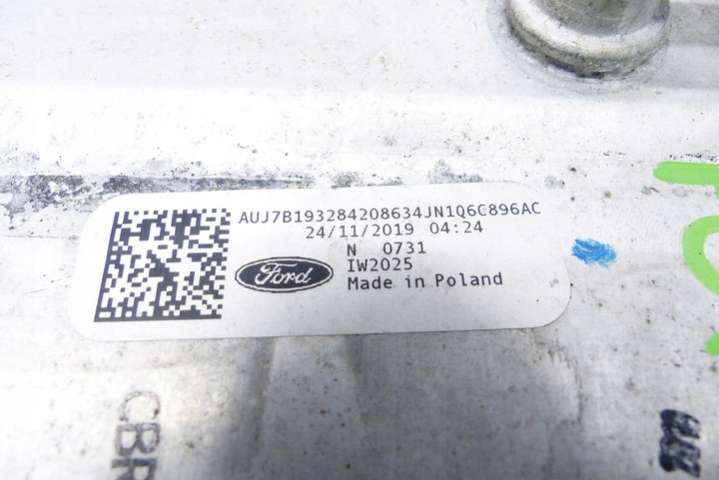 AUJ7B193284208634JN1Q6C896AC
24/11/2019 04:24
N 0731
IW2025
Made in Poland
Ford